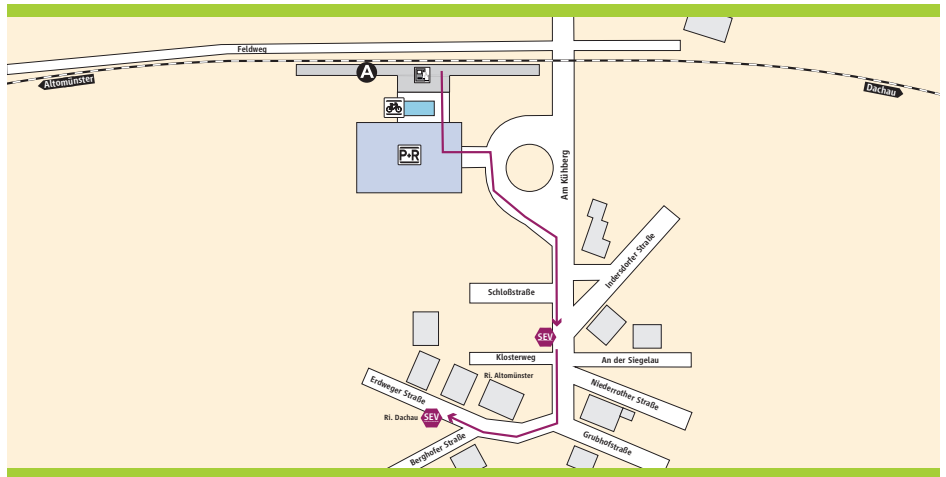 Feldweg
A
Altomünster
Dachau
P+R
Am Kühberg
Indersdorfer Straße
Schloßstraße
SEV
Klosterweg
An der Siegelau
Ri. Altomünster
Erdweger Straße
Niederrother Straße
Ri. Dachau
SEV
Berghofer Straße
Grubhofstraße